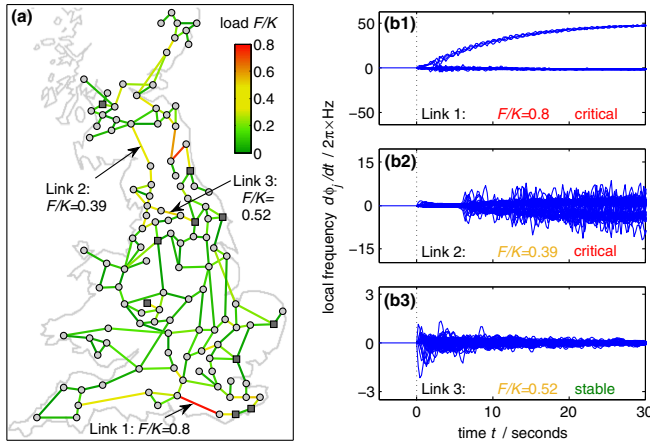 (a)
load F/K
0.8
0.6
0.4
0.2
0
Link 2:
F/K=0.39
Link 3:
F/K=
0.52
Link 1: F/K=0.8
local frequency dϕj/dt / 2π×Hz
(b1)
50
0
−50
Link 1: F/K=0.8 critical
(b2)
15
0
−15
Link 2: F/K=0.39 critical
(b3)
3
0
−3
Link 3: F/K=0.52 stable
0 10 20 30
time t / seconds